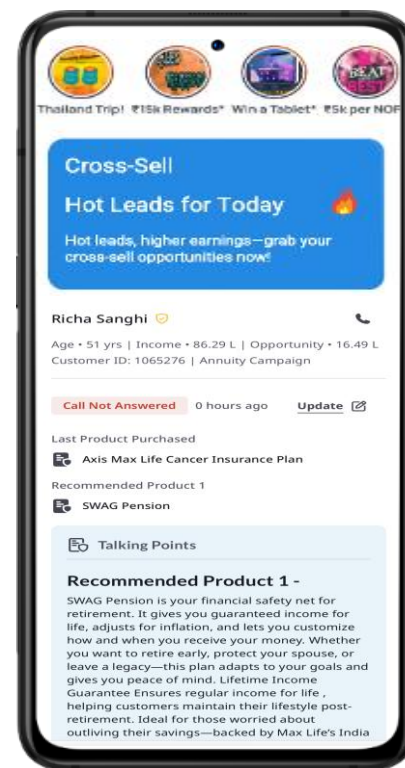 Thailand Trip! ₹15k Rewards* Win a Tablet* ₹5k per NOF
BEAT
BEST
Cross-Sell
Hot Leads for Today
Hot leads, higher earnings—grab your
cross-sell opportunities now!
Richa Sanghi
Age • 51 yrs | Income • 86.29 L | Opportunity • 16.49 L
Customer ID: 1065276 | Annuity Campaign
Call Not Answered 0 hours ago Update
Last Product Purchased
Axis Max Life Cancer Insurance Plan
Recommended Product 1
SWAG Pension
Talking Points
Recommended Product 1 -
SWAG Pension is your financial safety net for
retirement. It gives you guaranteed income for
life, adjusts for inflation, and lets you customize
how and when you receive your money. Whether
you want to retire early, protect your spouse, or
leave a legacy—this plan adapts to your goals and
gives you peace of mind. Lifetime Income
Guarantee Ensures regular income for life ,
helping customers maintain their lifestyle post-
retirement. Ideal for those worried about
outliving their savings—backed by Max Life's India